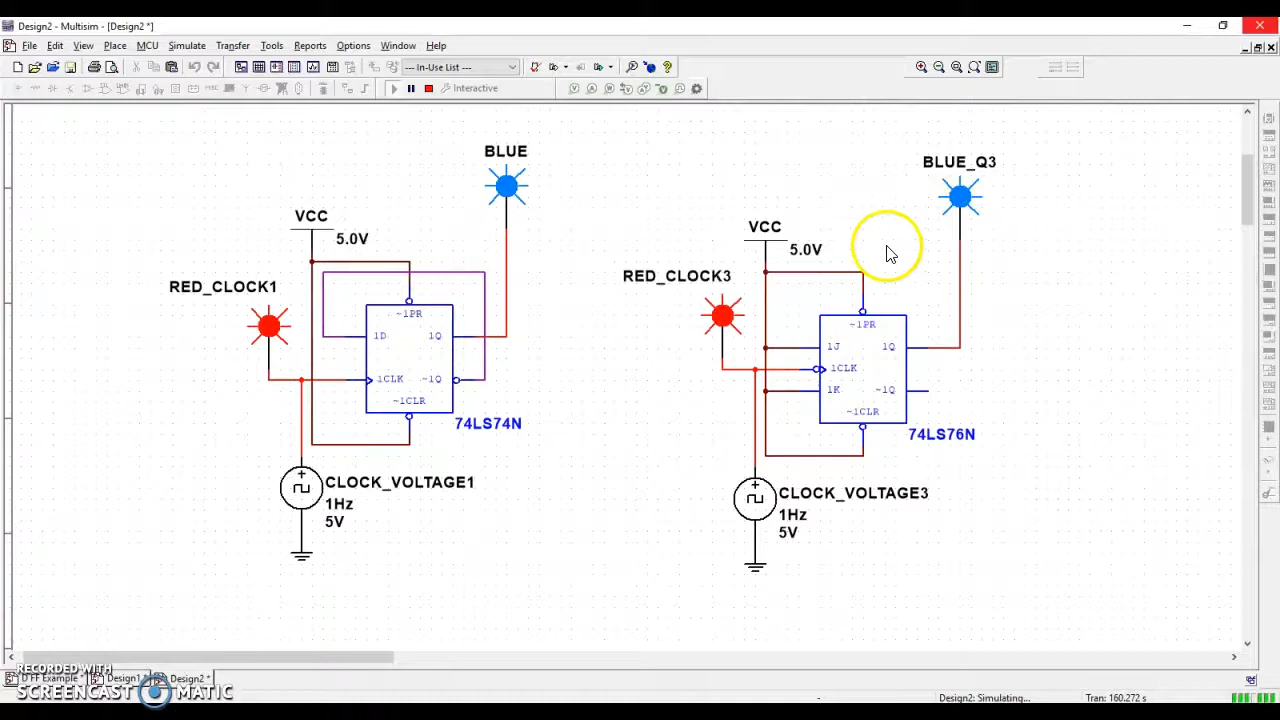 Design2 - Multisim - [Design2 *]
File Edit View Place MCU Simulate Transfer Tools Reports Options Window Help
--- In-Use List ---
Interactive
BLUE
BLUE_Q3
VCC
5.0V
VCC
5.0V
RED_CLOCK1
RED_CLOCK3
~1PR
1D 1Q
1CLK ~1Q
~1CLR
74LS74N
~1PR
1J 1Q
1CLK
1K ~1Q
~1CLR
74LS76N
CLOCK_VOLTAGE1
1Hz
5V
CLOCK_VOLTAGE3
1Hz
5V
RECORDED WITH
SCREENCAST MATIC
D FF Example * Design1 Design2 *
Design2: Simulating... Tran: 160.272 s